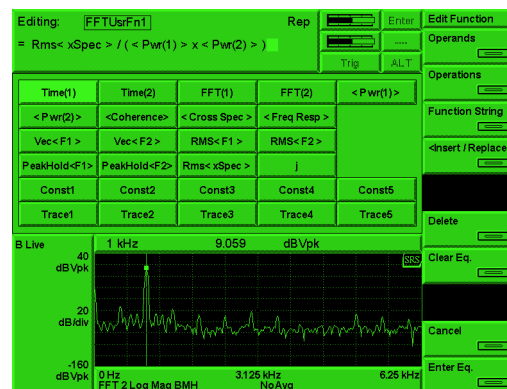 Editing: FFTUsrFn1 Rep Enter Edit Function
= Rms< xSpec > / ( < Pwr(1) > x < Pwr(2) > ) ---- Operands
Trig ALT
Operations
Time(1) Time(2) FFT(1) FFT(2) <Pwr(1)>
<Pwr(2)> <Coherence> <Cross Spec> <Freq Resp> Function String
Vec<F1> Vec<F2> RMS<F1> RMS<F2> <Insert / Replace
PeakHold<F1> PeakHold<F2> Rms<xSpec> j
Const1 Const2 Const3 Const4 Const5
Trace1 Trace2 Trace3 Trace4 Trace5
Delete
B Live 1 kHz 9.059 dBVpk
40 SRS Clear Eq.
dBVpk
20
dB/div
Cancel
-160
dBVpk 0 Hz 3.125 kHz 6.25 kHz Enter Eq.
FFT 2 Log Mag BMH NoAvg